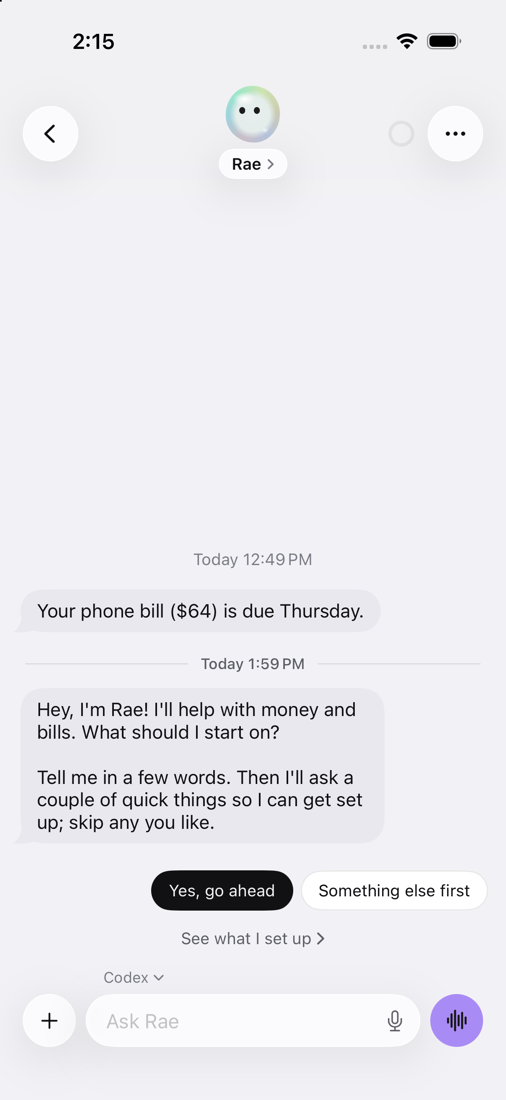 2:15
Rae
Today 12:49 PM
Your phone bill ($64) is due Thursday.
Today 1:59 PM
Hey, I'm Rae! I'll help with money and
bills. What should I start on?
Tell me in a few words. Then I'll ask a
couple of quick things so I can get set
up; skip any you like.
Yes, go ahead
Something else first
See what I set up
Codex
Ask Rae